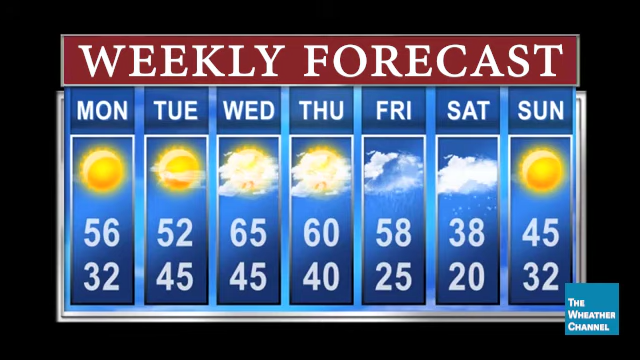 WEEKLY FORECAST
MON TUE WED THU FRI SAT SUN
56 52 65 60 58 38 45
32 45 45 40 25 20 32
THE
WHEATHER
CHANNEL